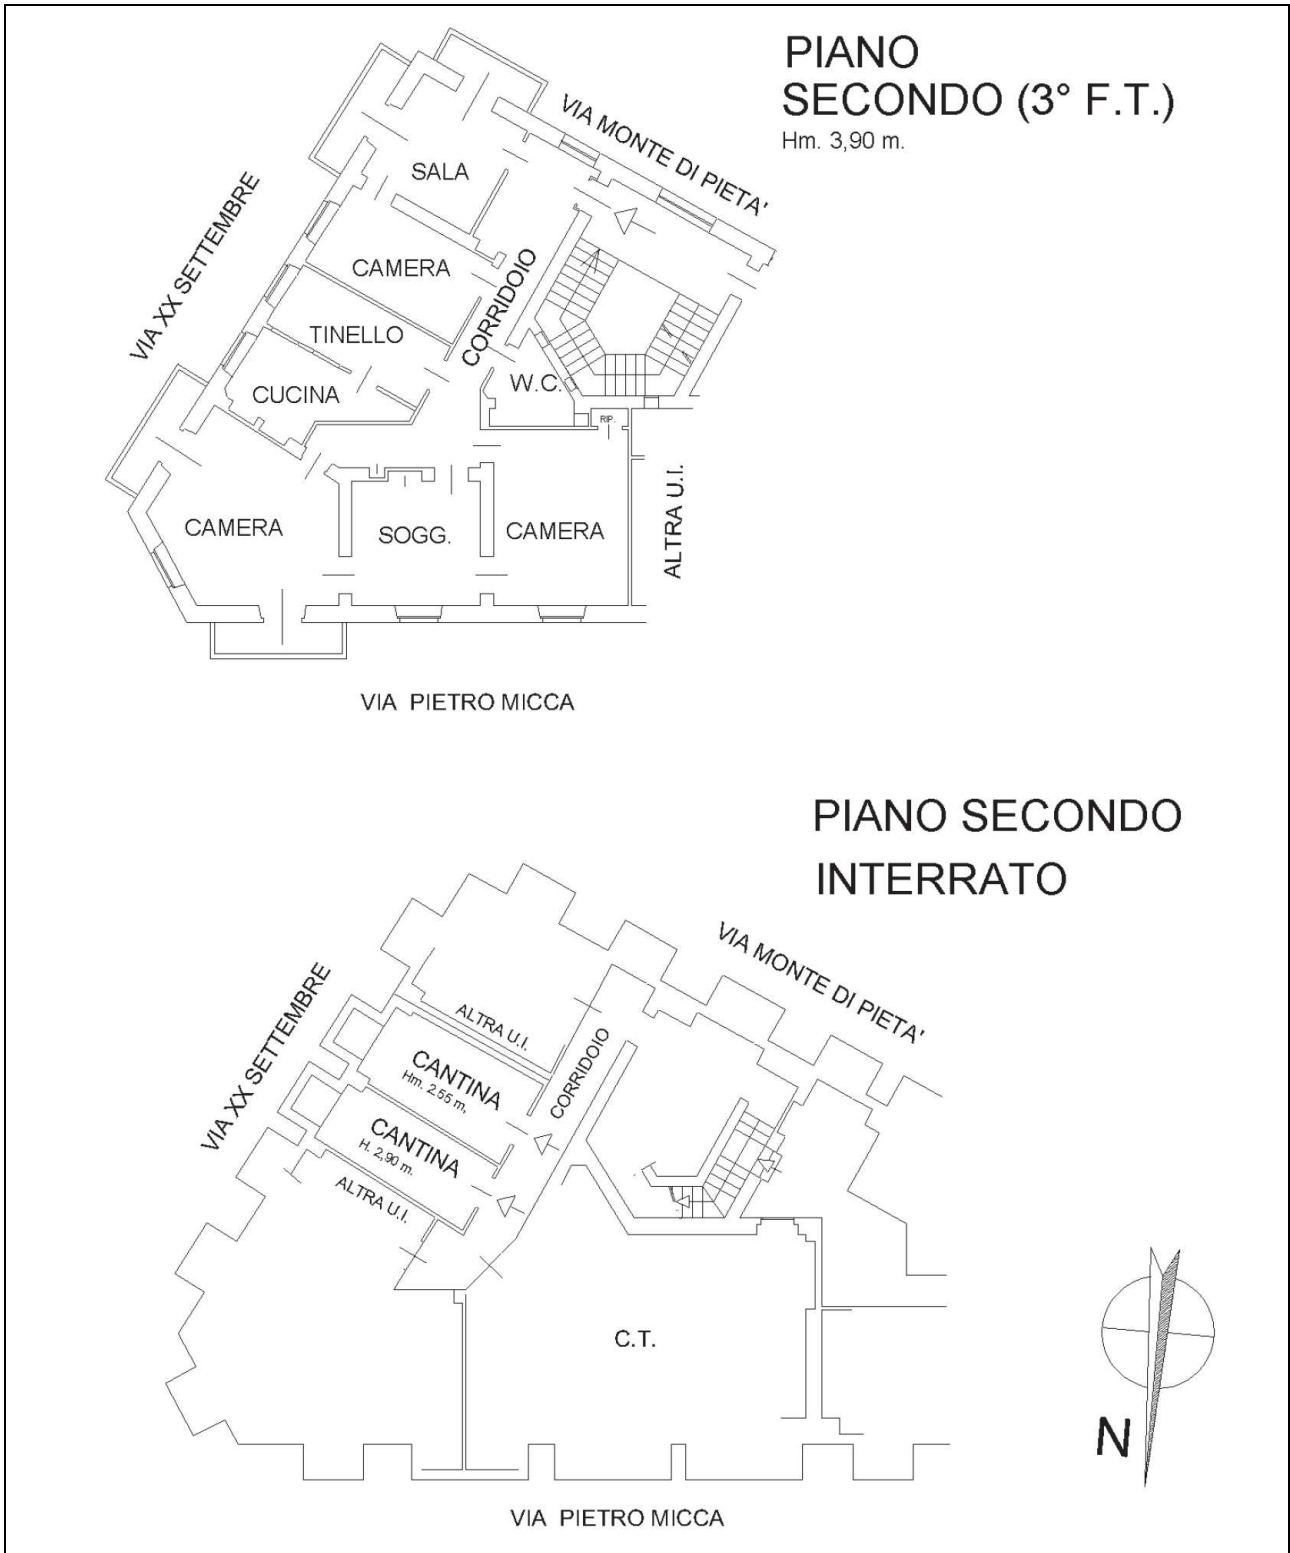 PIANO
SECONDO (3° F.T.)
Hm. 3,90 m.
VIA MONTE DI PIETA'
VIA XX SETTEMBRE
SALA
CAMERA
CORRIDOIO
TINELLO
CUCINA
W.C.
RIP.
ALTRA U.I.
CAMERA
SOGG.
CAMERA
VIA PIETRO MICCA
PIANO SECONDO
INTERRATO
VIA MONTE DI PIETA'
VIA XX SETTEMBRE
ALTRA U.I.
CORRIDOIO
CANTINA
Hm. 2.55 m,
CANTINA
H. 2,90 m.
ALTRA U.I.
C.T.
N
VIA PIETRO MICCA